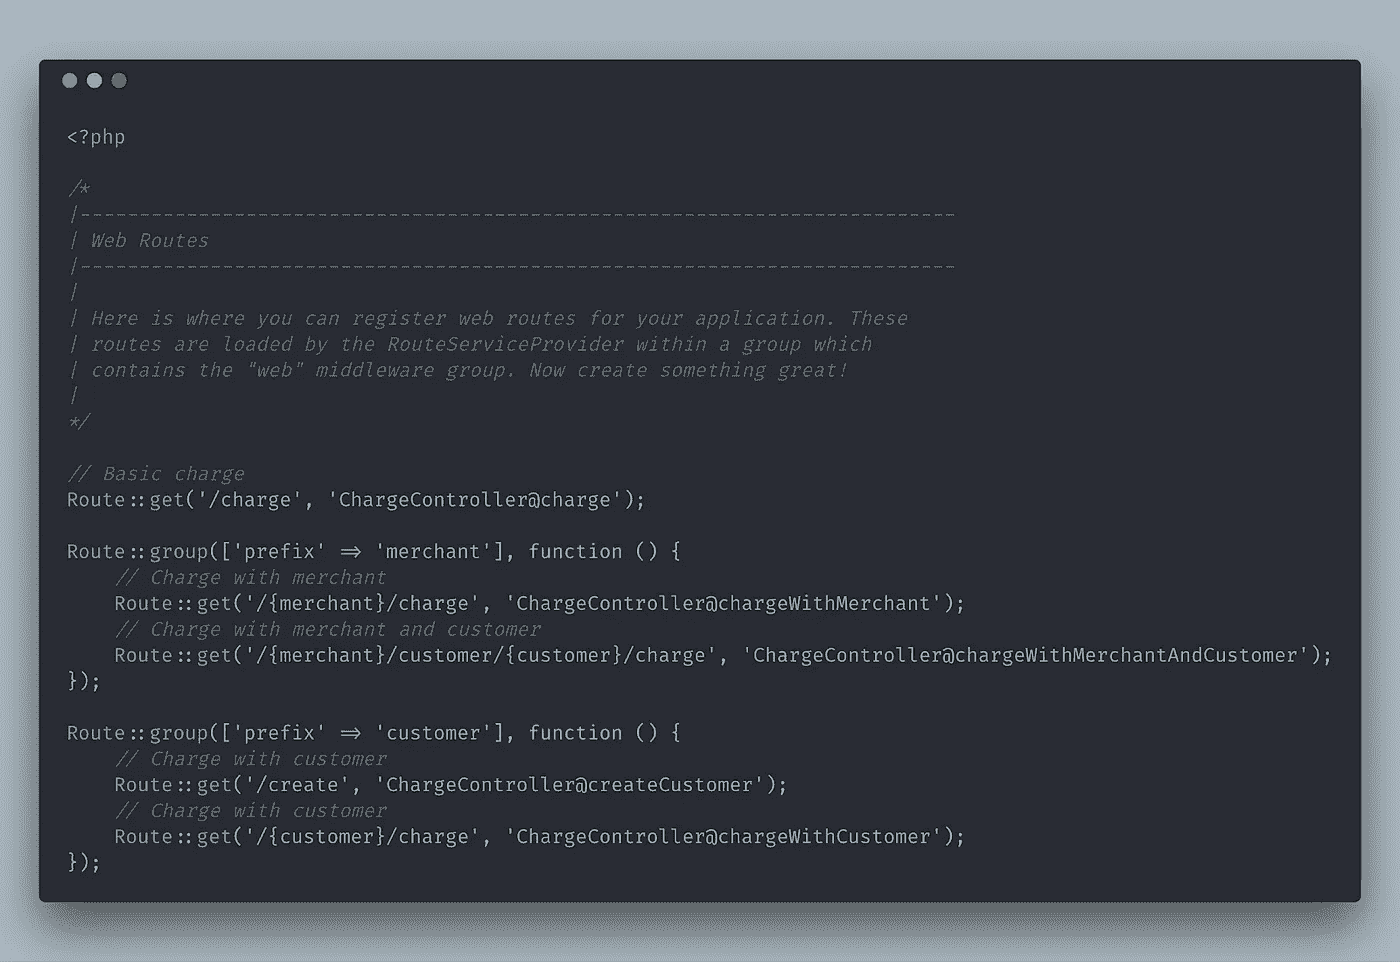 <?php
/*
|--------------------------------------------------------------------------
| Web Routes
|--------------------------------------------------------------------------
|
| Here is where you can register web routes for your application. These
| routes are loaded by the RouteServiceProvider within a group which
| contains the "web" middleware group. Now create something great!
|
*/
// Basic charge
Route::get('/charge', 'ChargeController@charge');
Route::group(['prefix' => 'merchant'], function () {
    // Charge with merchant
    Route::get('/{merchant}/charge', 'ChargeController@chargeWithMerchant');
    // Charge with merchant and customer
    Route::get('/{merchant}/customer/{customer}/charge', 'ChargeController@chargeWithMerchantAndCustomer');
});
Route::group(['prefix' => 'customer'], function () {
    // Charge with customer
    Route::get('/create', 'ChargeController@createCustomer');
    // Charge with customer
    Route::get('/{customer}/charge', 'ChargeController@chargeWithCustomer');
});